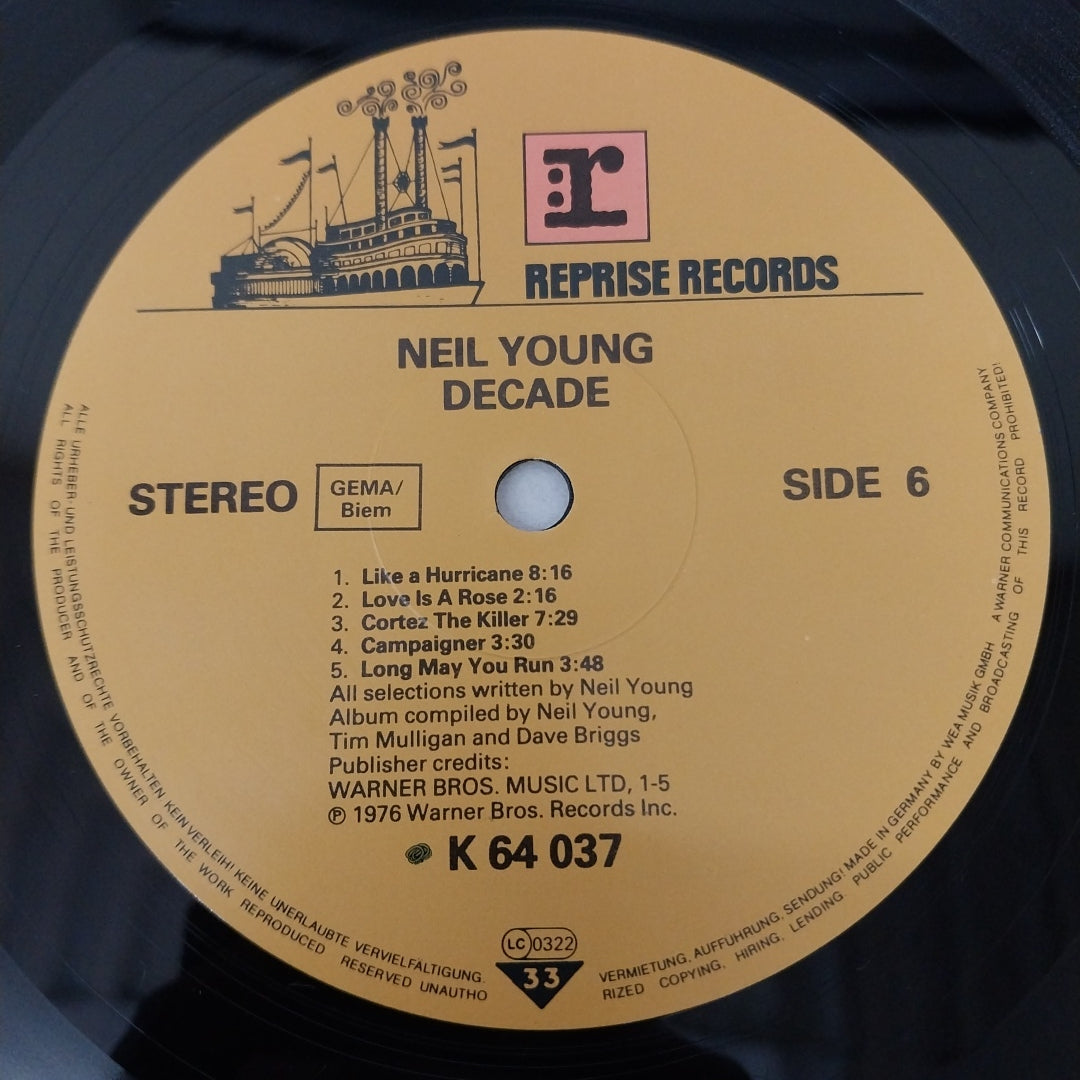 r
REPRISE RECORDS
NEIL YOUNG
DECADE
STEREO
GEMA/
Biem
SIDE 6
1. Like a Hurricane 8:16
2. Love Is A Rose 2:16
3. Cortez The Killer 7:29
4. Campaigner 3:30
5. Long May You Run 3:48
All selections written by Neil Young
Album compiled by Neil Young,
Tim Mulligan and Dave Briggs
Publisher credits:
WARNER BROS. MUSIC LTD, 1-5
℗ 1976 Warner Bros. Records Inc.
K 64 037
LC 0322
33
ALLE URHEBER-UND LEISTUNGSSCHUTZRECHTE VORBEHALTEN KEIN VERLEIH! KEINE UNERLAUBTE VERVIELFÄLTIGUNG. VERMIETUNG, AUFFÜHRUNG, SENDUNG! MADE IN GERMANY BY WEA MUSIK GMBH A WARNER COMMUNICATIONS COMPANY
ALL RIGHTS OF THE PRODUCER AND OF THE OWNER OF THE WORK REPRODUCED RESERVED UNAUTHO RIZED COPYING, HIRING, LENDING PUBLIC PERFORMANCE AND BROADCASTING OF THIS RECORD PROHIBITED!